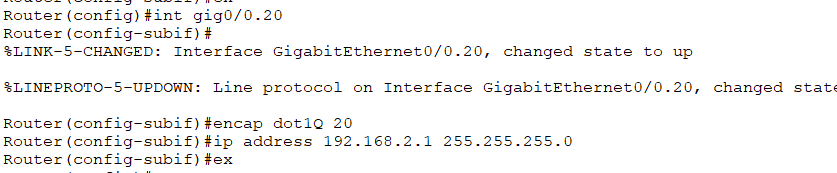 Router(config)#int gig0/0.20
Router(config-subif)#
%LINK-5-CHANGED: Interface GigabitEthernet0/0.20, changed state to up
%LINEPROTO-5-UPDOWN: Line protocol on Interface GigabitEthernet0/0.20, changed state
Router(config-subif)#encap dot1Q 20
Router(config-subif)#ip address 192.168.2.1 255.255.255.0
Router(config-subif)#ex